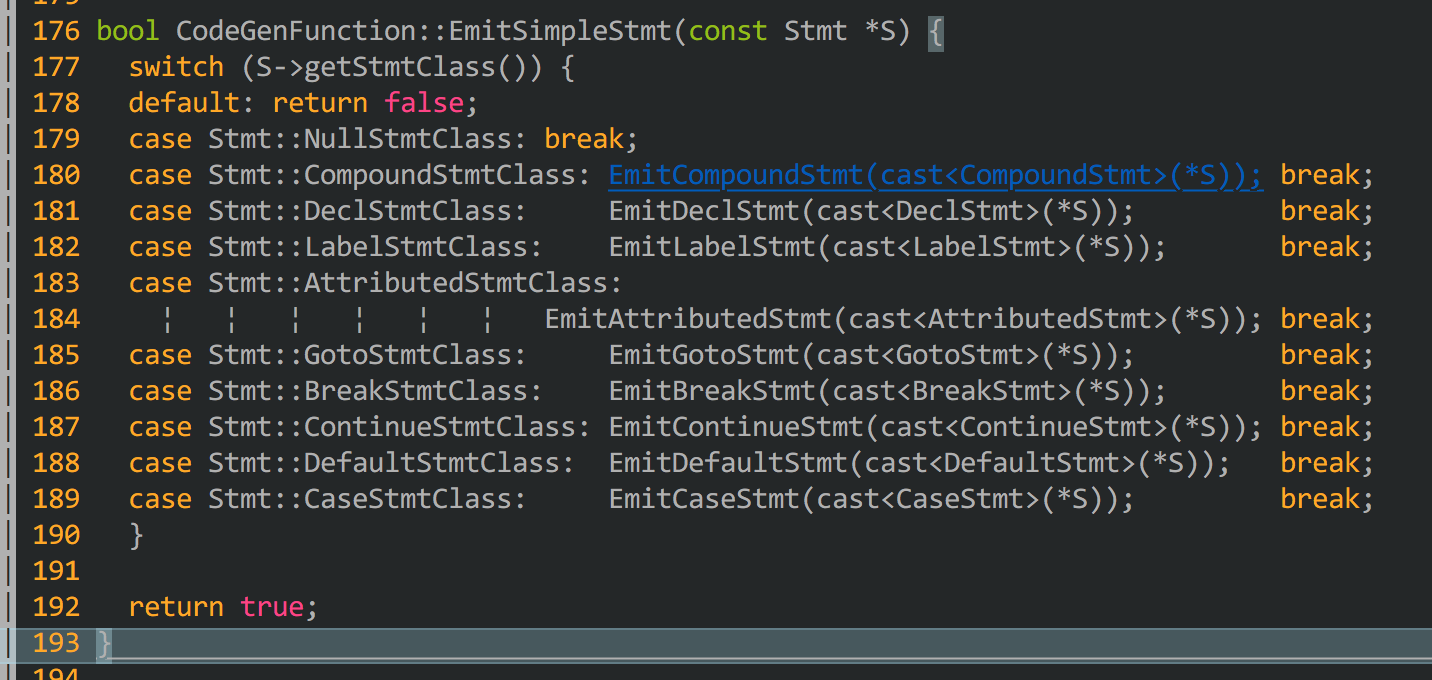 176 bool CodeGenFunction::EmitSimpleStmt(const Stmt *S) {
177   switch (S->getStmtClass()) {
178   default: return false;
179   case Stmt::NullStmtClass: break;
180   case Stmt::CompoundStmtClass: EmitCompoundStmt(cast<CompoundStmt>(*S)); break;
181   case Stmt::DeclStmtClass:     EmitDeclStmt(cast<DeclStmt>(*S));         break;
182   case Stmt::LabelStmtClass:    EmitLabelStmt(cast<LabelStmt>(*S));       break;
183   case Stmt::AttributedStmtClass:
184     ¦   ¦   ¦   ¦   ¦   ¦   EmitAttributedStmt(cast<AttributedStmt>(*S)); break;
185   case Stmt::GotoStmtClass:     EmitGotoStmt(cast<GotoStmt>(*S));         break;
186   case Stmt::BreakStmtClass:    EmitBreakStmt(cast<BreakStmt>(*S));       break;
187   case Stmt::ContinueStmtClass: EmitContinueStmt(cast<ContinueStmt>(*S)); break;
188   case Stmt::DefaultStmtClass:  EmitDefaultStmt(cast<DefaultStmt>(*S));   break;
189   case Stmt::CaseStmtClass:     EmitCaseStmt(cast<CaseStmt>(*S));         break;
190   }
191
192   return true;
193 }
194